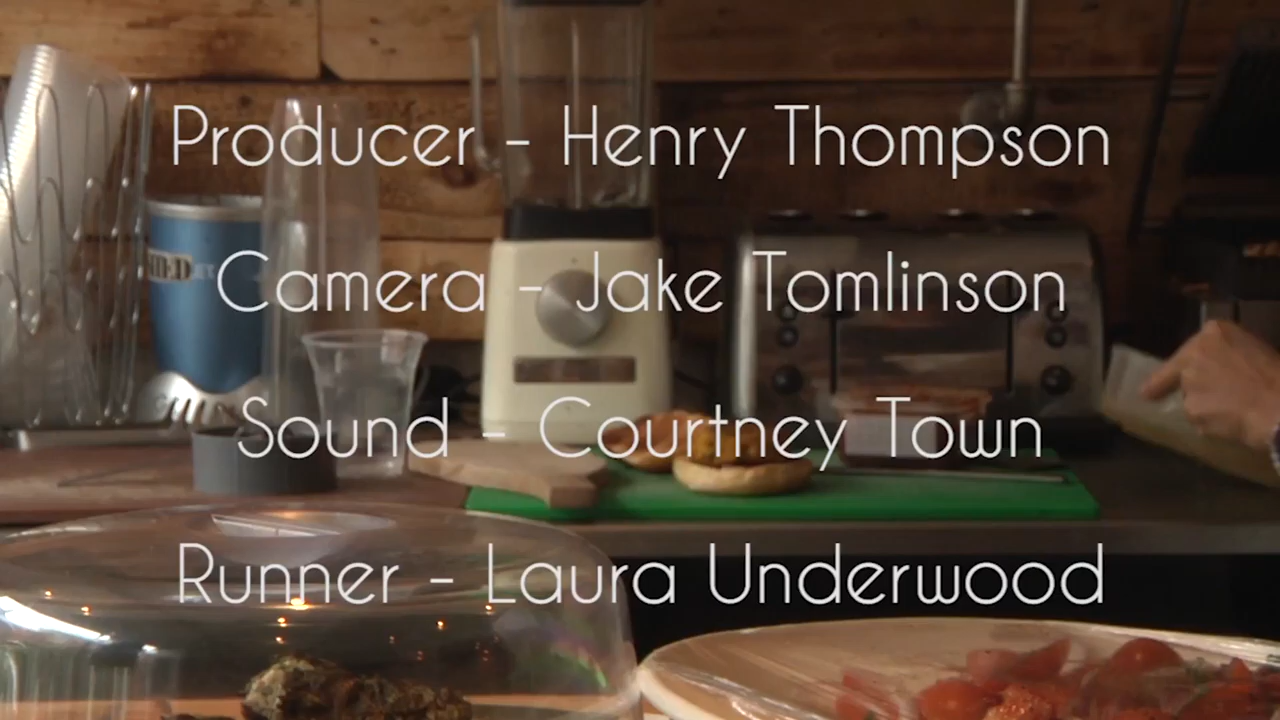 Producer - Henry Thompson
Camera - Jake Tomlinson
Sound - Courtney Town
Runner - Laura Underwood